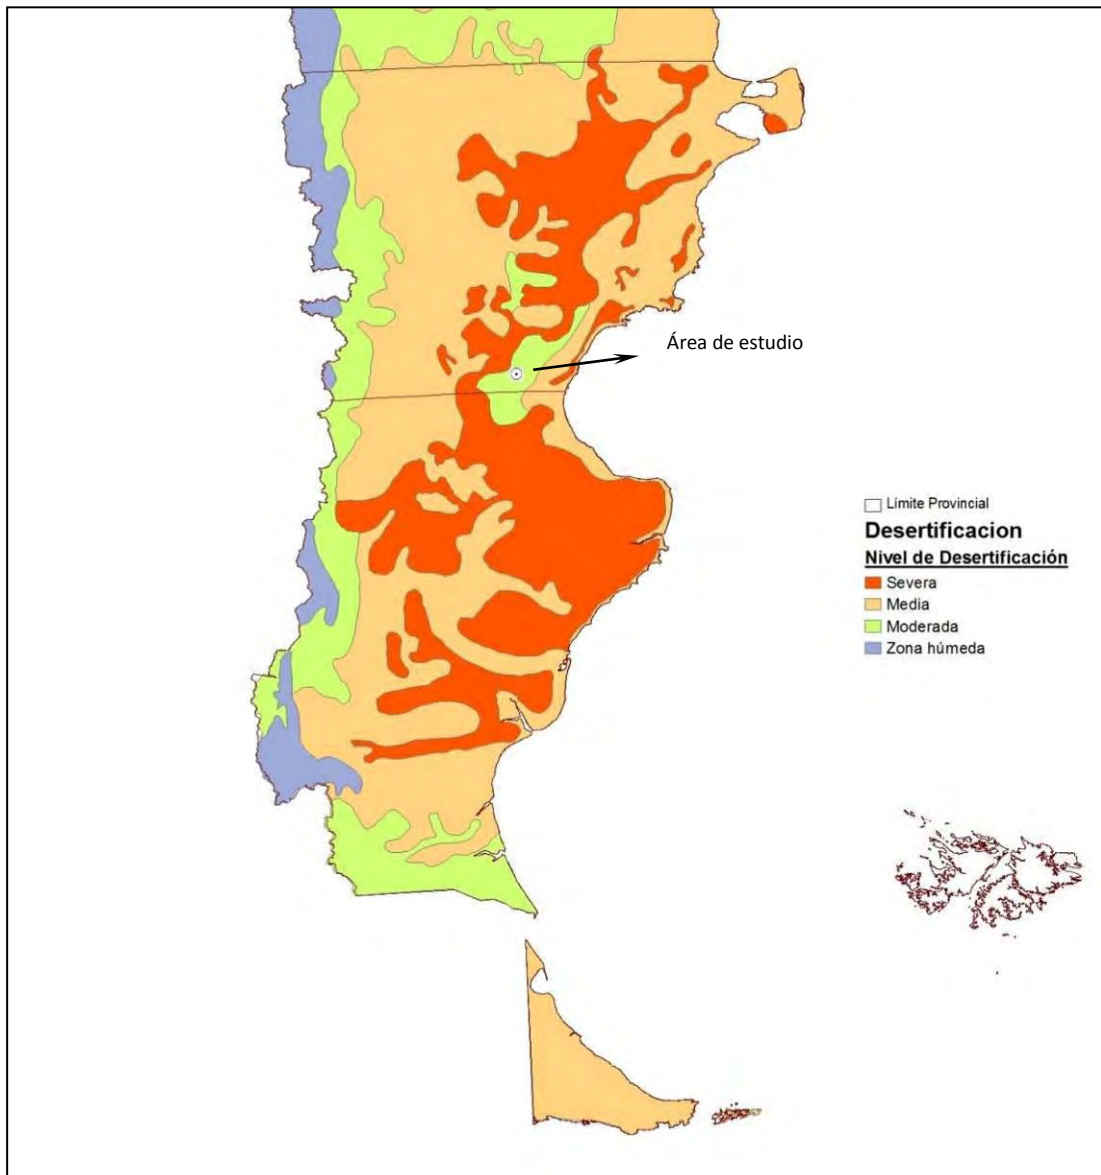 Área de estudio
Límite Provincial
Desertificacion
Nivel de Desertificación
Severa
Media
Moderada
Zona húmeda